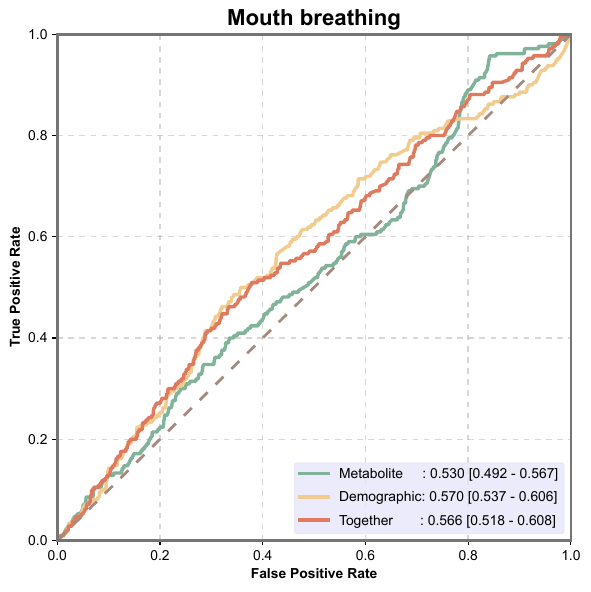 Mouth breathing
1.0
0.8
0.6
0.4
0.2
0.0
True Positive Rate
Metabolite : 0.530 [0.492 - 0.567]
Demographic: 0.570 [0.537 - 0.606]
Together : 0.566 [0.518 - 0.608]
0.0 0.2 0.4 0.6 0.8 1.0
False Positive Rate